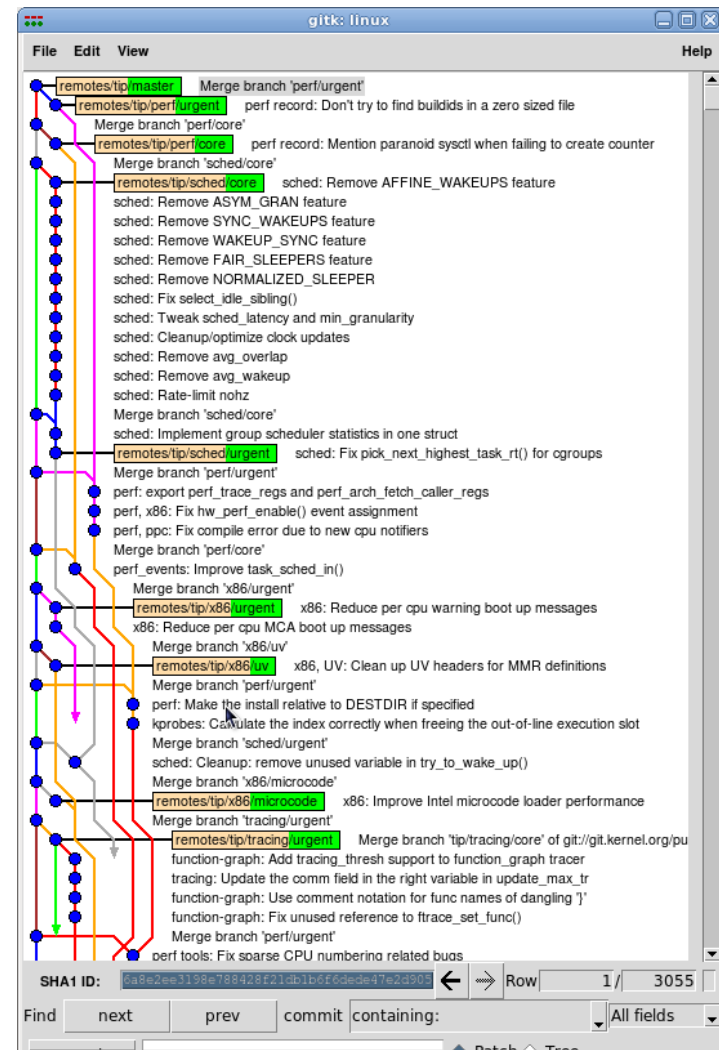 gitk: linux
File Edit View Help
remotes/tip/master Merge branch 'perf/urgent'
remotes/tip/perf/urgent perf record: Don't try to find buildids in a zero sized file
Merge branch 'perf/core'
remotes/tip/perf/core perf record: Mention paranoid sysctl when failing to create counter
Merge branch 'sched/core'
remotes/tip/sched/core sched: Remove AFFINE_WAKEUPS feature
sched: Remove ASYM_GRAN feature
sched: Remove SYNC_WAKEUPS feature
sched: Remove WAKEUP_SYNC feature
sched: Remove FAIR_SLEEPERS feature
sched: Remove NORMALIZED_SLEEPER
sched: Fix select_idle_sibling()
sched: Tweak sched_latency and min_granularity
sched: Cleanup/optimize clock updates
sched: Remove avg_overlap
sched: Remove avg_wakeup
sched: Rate-limit nohz
Merge branch 'sched/core'
sched: Implement group scheduler statistics in one struct
remotes/tip/sched/urgent sched: Fix pick_next_highest_task_rt() for cgroups
Merge branch 'perf/urgent'
perf: export perf_trace_regs and perf_arch_fetch_caller_regs
perf, x86: Fix hw_perf_enable() event assignment
perf, ppc: Fix compile error due to new cpu notifiers
Merge branch 'perf/core'
perf_events: Improve task_sched_in()
Merge branch 'x86/urgent'
remotes/tip/x86/urgent x86: Reduce per cpu warning boot up messages
x86: Reduce per cpu MCA boot up messages
Merge branch 'x86/uv'
remotes/tip/x86/uv x86, UV: Clean up UV headers for MMR definitions
Merge branch 'perf/urgent'
perf: Make the install relative to DESTDIR if specified
kprobes: Calculate the index correctly when freeing the out-of-line execution slot
Merge branch 'sched/urgent'
sched: Cleanup: remove unused variable in try_to_wake_up()
Merge branch 'x86/microcode'
remotes/tip/x86/microcode x86: Improve Intel microcode loader performance
Merge branch 'tracing/urgent'
remotes/tip/tracing/urgent Merge branch 'tip/tracing/core' of git://git.kernel.org/pu
function-graph: Add tracing_thresh support to function_graph tracer
tracing: Update the comm field in the right variable in update_max_tr
function-graph: Use comment notation for func names of dangling '}'
function-graph: Fix unused reference to ftrace_set_func()
Merge branch 'perf/urgent'
perf tools: Fix sparse CPU numbering related bugs
SHA1 ID: 6a8e2ee3198e788428f21db1b6f6dede47e2d905 Row 1/ 3055
Find next prev commit containing: All fields
Patch Tree